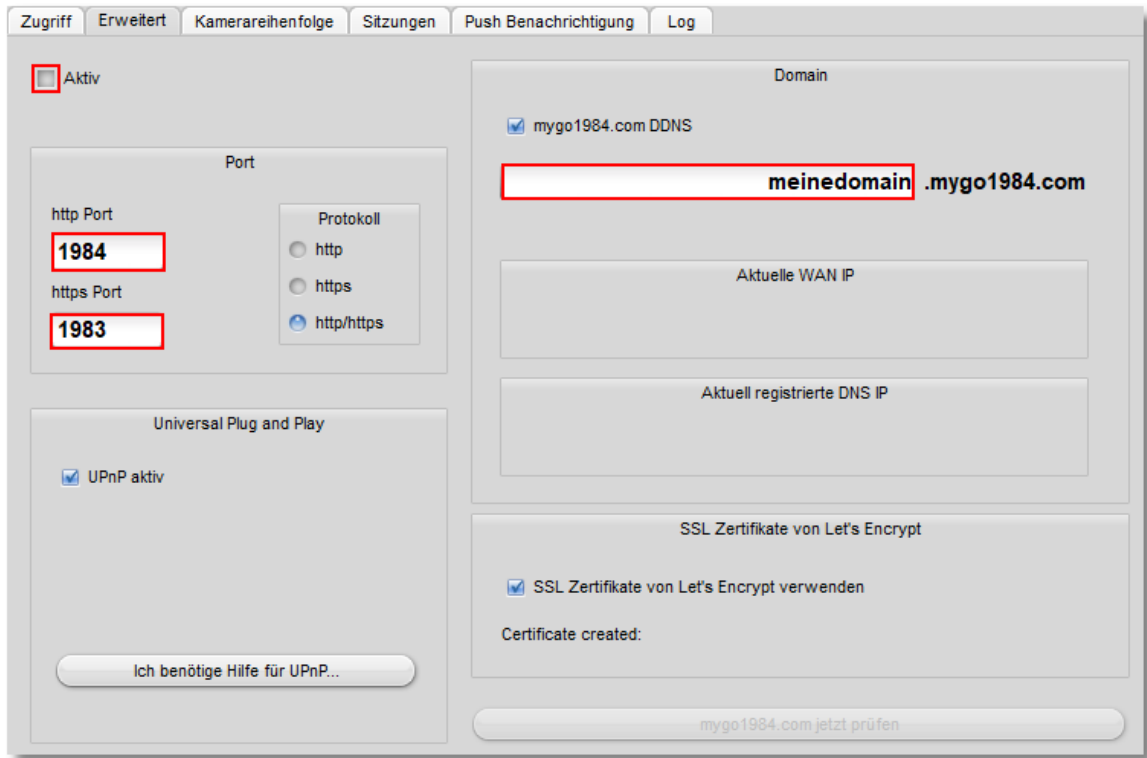 Zugriff Erweitert Kamerareihenfolge Sitzungen Push Benachrichtigung Log
Aktiv
Port
http Port
1984
https Port
1983
Protokoll
http
https
http/https
Universal Plug and Play
UPnP aktiv
Ich benötige Hilfe für UPnP...
Domain
mygo1984.com DDNS
meinedomain .mygo1984.com
Aktuelle WAN IP
Aktuell registrierte DNS IP
SSL Zertifikate von Let's Encrypt
SSL Zertifikate von Let's Encrypt verwenden
Certificate created:
mygo1984.com jetzt prüfen